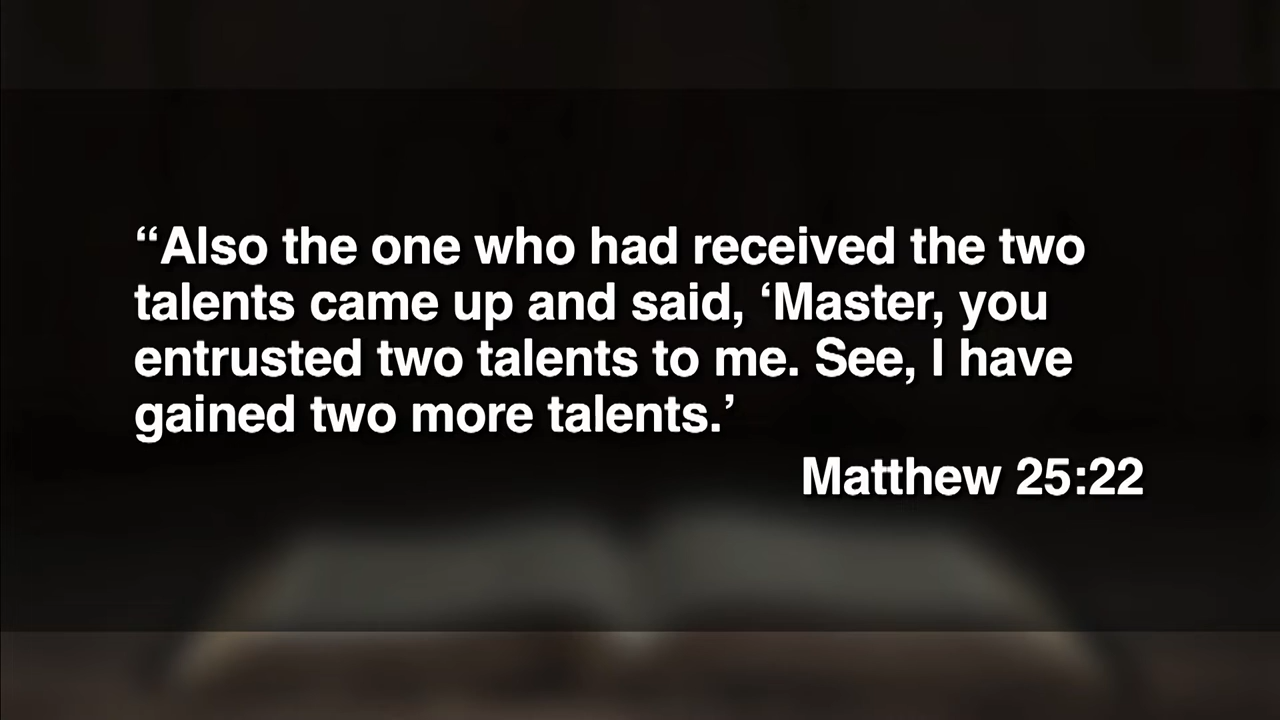 “Also the one who had received the two
talents came up and said, ‘Master, you
entrusted two talents to me. See, I have
gained two more talents.’
Matthew 25:22